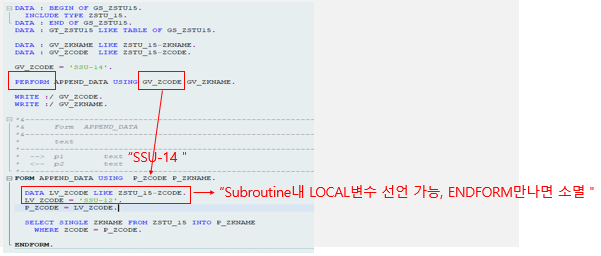 DATA : BEGIN OF GS_ZSTU15.
INCLUDE TYPE ZSTU_15.
DATA : END OF GS_ZSTU15.
DATA : GT_ZSTU15 LIKE TABLE OF GS_ZSTU15.
DATA : GV_ZKNAME LIKE ZSTU_15-ZKNAME.
DATA : GV_ZCODE LIKE ZSTU_15-ZCODE.
GV_ZCODE = 'SSU-14'.
PERFORM APPEND_DATA USING GV_ZCODE GV_ZKNAME.
WRITE :/ GV_ZCODE.
WRITE :/ GV_ZKNAME.
*&---------------------------------------------------------------
*& Form APPEND_DATA
*&---------------------------------------------------------------
* text
*----------------------------------------------------------------
* --> p1 text
“SSU-14 "
* <-- p2 text
*----------------------------------------------------------------
FORM APPEND_DATA USING P_ZCODE P_ZKNAME.
DATA LV_ZCODE LIKE ZSTU_15-ZCODE.
“Subroutine내 LOCAL변수 선언 가능, ENDFORM만나면 소멸 "
LV_ZCODE = 'SSU-12'.
P_ZCODE = LV_ZCODE.
SELECT SINGLE ZKNAME FROM ZSTU_15 INTO P_ZKNAME
WHERE ZCODE = P_ZCODE.
ENDFORM.